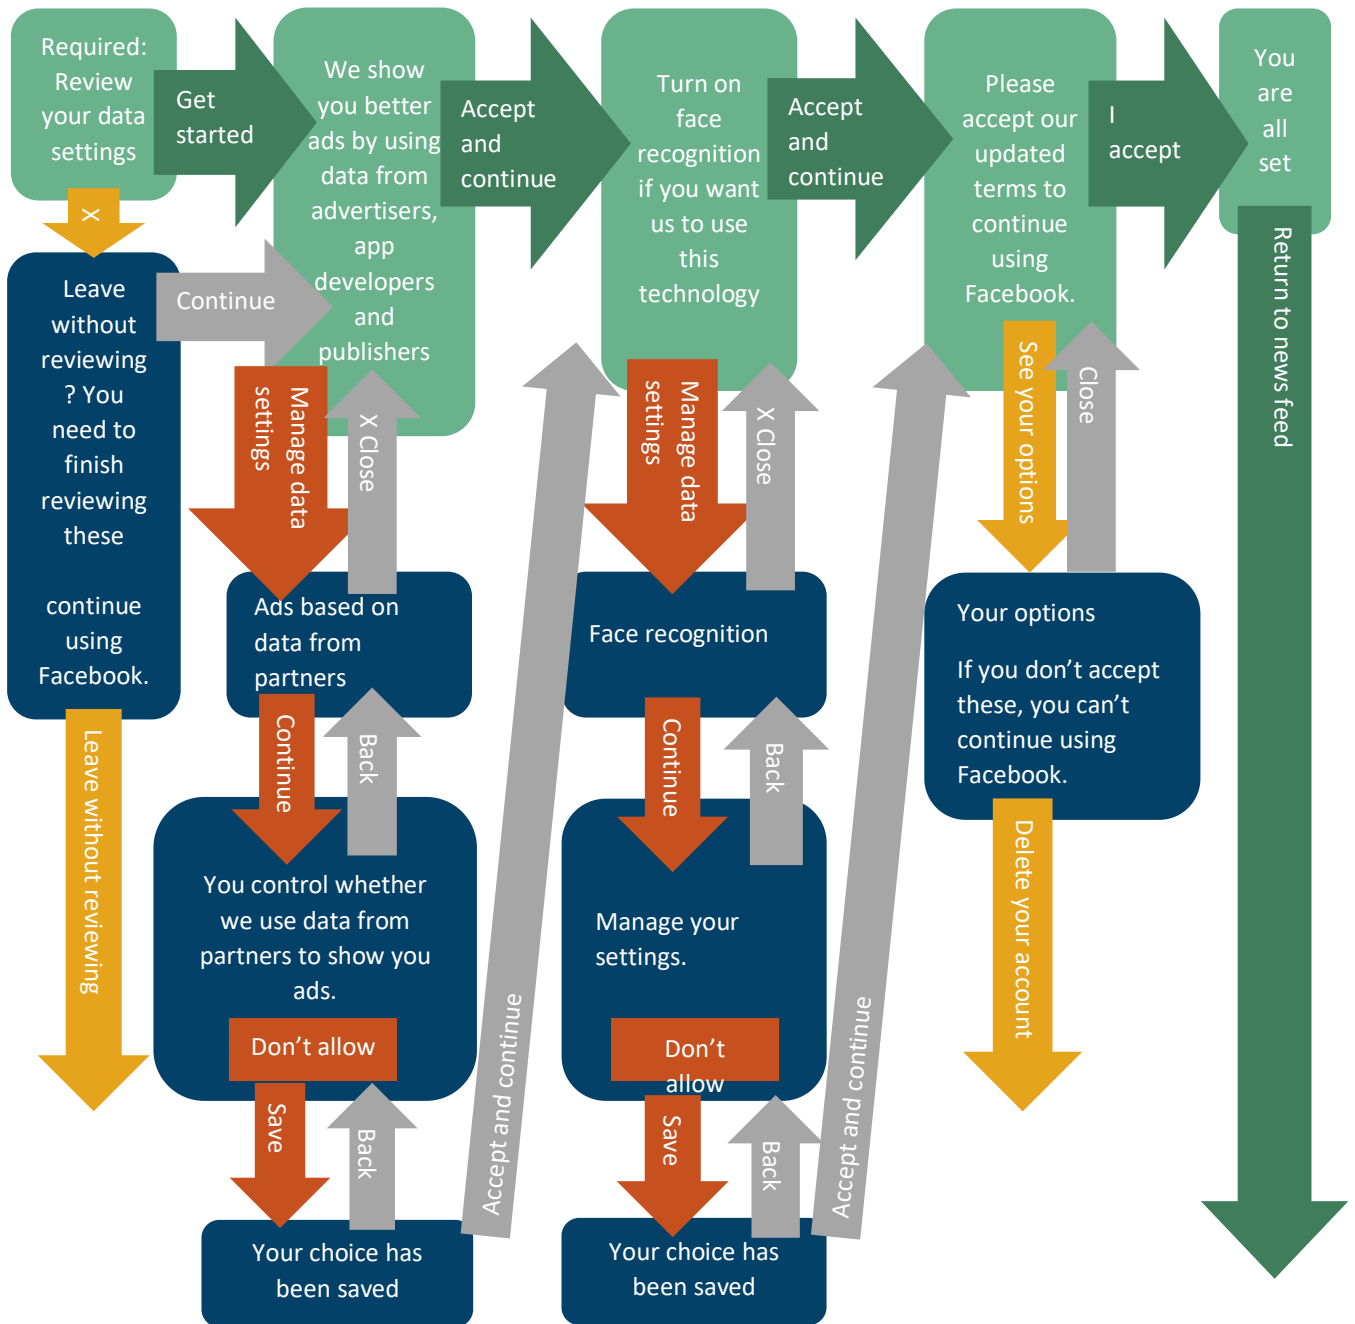 Required:
Review
your data
settings
Get
started
We show
you better
ads by using
data from
advertisers,
app
developers
and
publishers
Accept
and
continue
Turn on
face
recognition
if you want
us to use
this
technology
Accept
and
continue
Please
accept our
updated
terms to
continue
using
Facebook.
I
accept
You
are
all
set
X
Leave
without
reviewing
? You
need to
finish
reviewing
these
continue
using
Facebook.
Continue
Manage data
settings
X Close
Manage data
settings
X Close
See your options
Close
Return to news feed
Ads based on
data from
partners
Face recognition
Your options
If you don’t accept
these, you can’t
continue using
Facebook.
Leave without reviewing
Continue
Back
Continue
Back
Delete your account
You control whether
we use data from
partners to show you
ads.
Don’t allow
Manage your
settings.
Don’t
allow
Save
Back
Accept and continue
Save
Back
Accept and continue
Your choice has
been saved
Your choice has
been saved